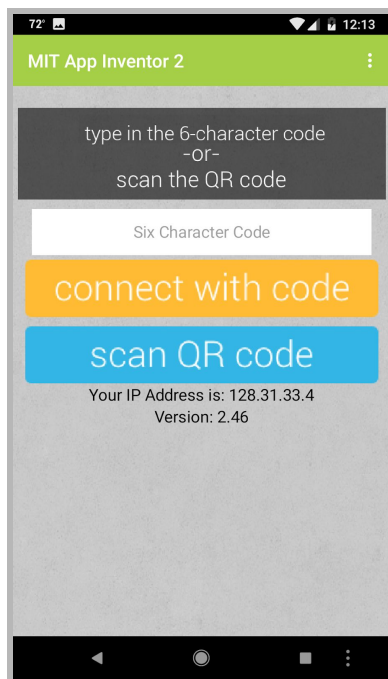 72° 12:13
MIT App Inventor 2
type in the 6-character code
-or-
scan the QR code
Six Character Code
connect with code
scan QR code
Your IP Address is: 128.31.33.4
Version: 2.46